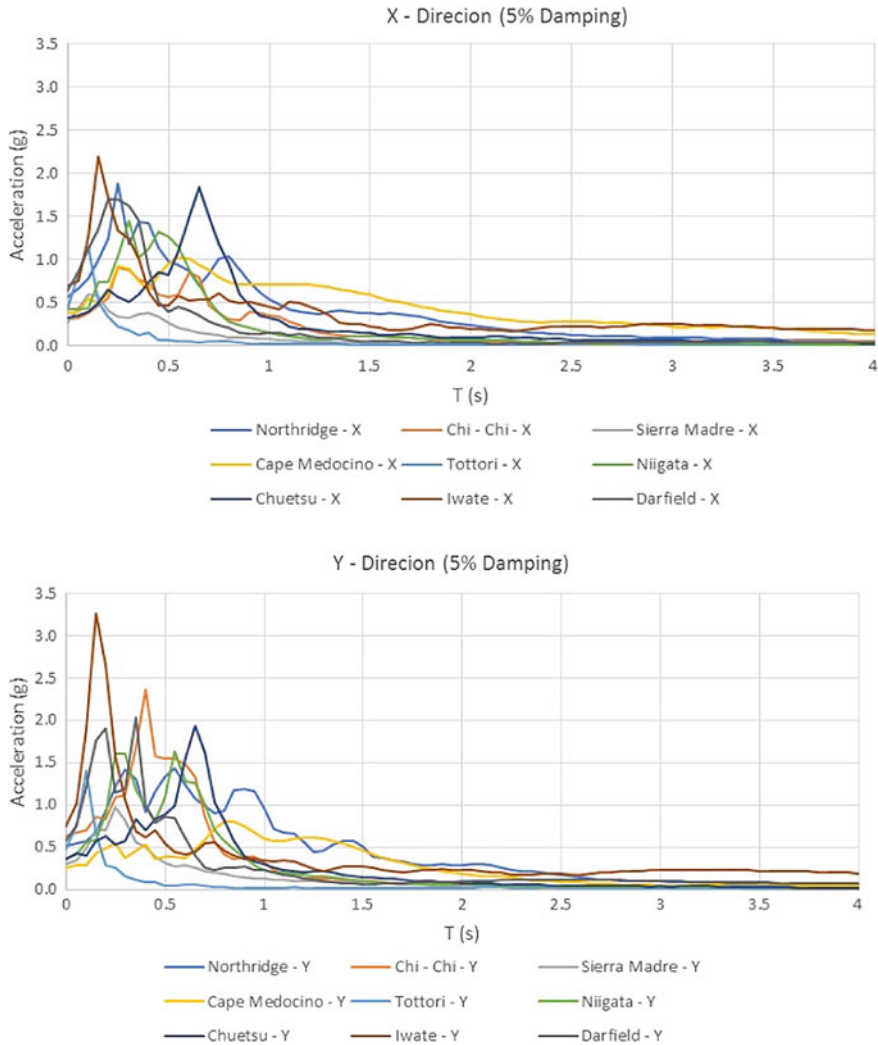 X - Direcion (5% Damping)
3.5
3.0
2.5
2.0
1.5
1.0
0.5
0.0
Acceleration (g)
0 0.5 1 1.5 2 2.5 3 3.5 4
T (s)
Northridge - X Chi - Chi - X Sierra Madre - X
Cape Medocino - X Tottori - X Niigata - X
Chuetsu - X Iwate - X Darfield - X
Y - Direcion (5% Damping)
3.5
3.0
2.5
2.0
1.5
1.0
0.5
0.0
Acceleration (g)
0 0.5 1 1.5 2 2.5 3 3.5 4
T (s)
Northridge - Y Chi - Chi - Y Sierra Madre - Y
Cape Medocino - Y Tottori - Y Niigata - Y
Chuetsu - Y Iwate - Y Darfield - Y